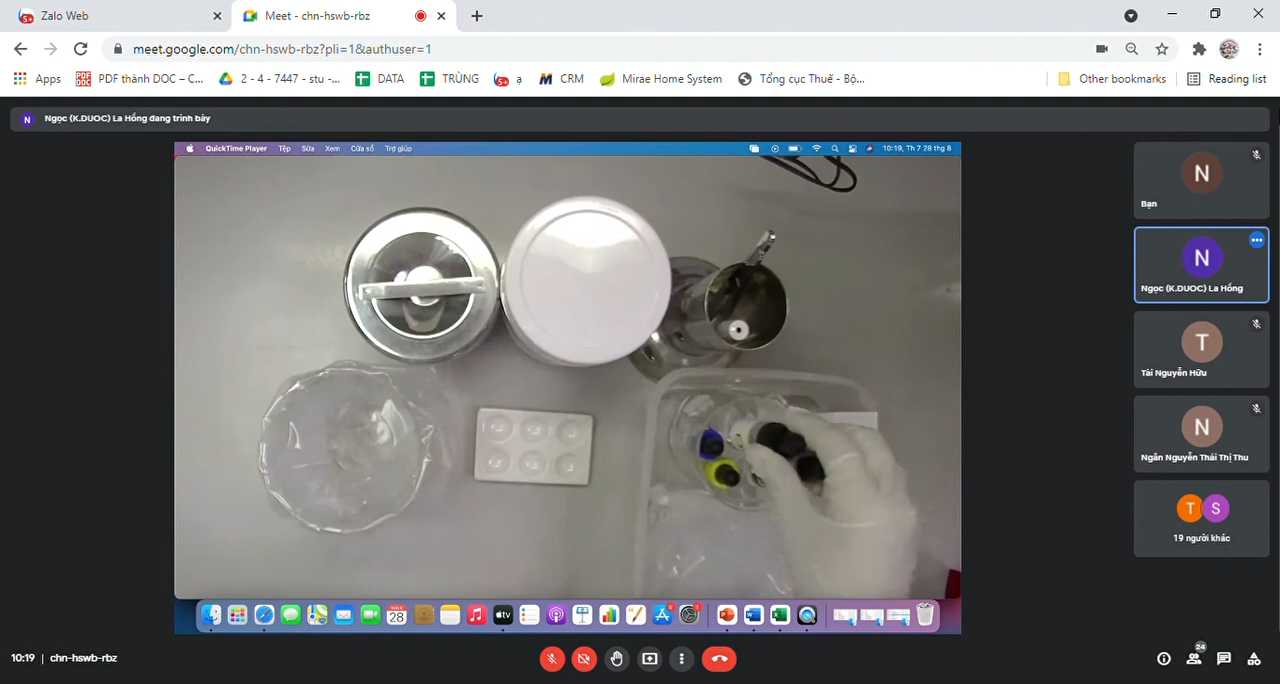 Zalo Web
Meet - chn-hswb-rbz
meet.google.com/chn-hswb-rbz?pli=1&authuser=1
Apps
PDF thành DOC – C...
2 - 4 - 7447 - stu -...
DATA
TRÙNG
ạ
CRM
Mirae Home System
Tổng cục Thuế - Bộ...
Other bookmarks
Reading list
N
Ngọc (K.DUOC) La Hồng đang trình bày
QuickTime Player Tệp Sửa Xem Cửa sổ Trợ giúp
10:19, Th 7 28 thg 8
N
Bạn
N
Ngọc (K.DUOC) La Hồng
T
Tài Nguyễn Hữu
N
Ngân Nguyễn Thái Thị Thu
T S
19 người khác
28
tv
10:19 | chn-hswb-rbz
24